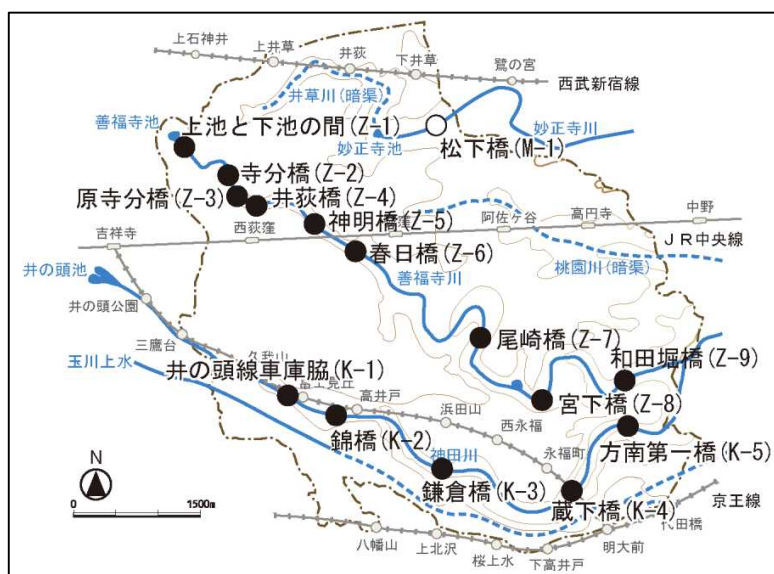 上石神井
上井草
井荻
下井草
鷺の宮
西武新宿線
井草川(暗渠)
善福寺池
上池と下池の間(Z-1)
妙正寺池
松下橋(M-1)
妙正寺川
寺分橋(Z-2)
原寺分橋(Z-3)
井荻橋(Z-4)
神明橋(Z-5)
吉祥寺
西荻窪
窪
阿佐ヶ谷
高円寺
中野
JR中央線
春日橋(Z-6)
善福寺川
桃園川(暗渠)
井の頭池
井の頭公園
三鷹台
玉川上水
尾崎橋(Z-7)
和田堀橋(Z-9)
井の頭線車庫脇(K-1)
富士見丘
高井戸
浜田山
西永福
永福町
宮下橋(Z-8)
錦橋(K-2)
神田川
方南第一橋(K-5)
鎌倉橋(K-3)
蔵下橋(K-4)
京王線
代田橋
N
0
1500m
八幡山
上北沢
桜上水
下高井戸
明大前